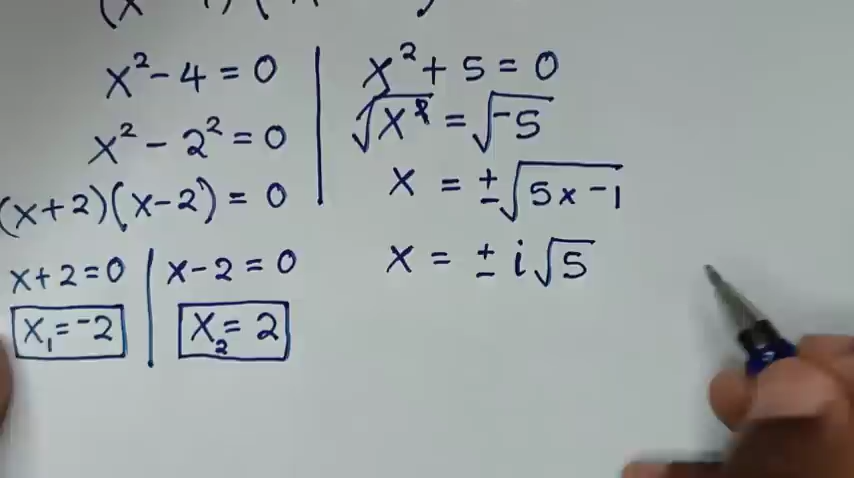 x² - 4 = 0
x² - 2² = 0
(x+2)(x-2) = 0
x+2=0 | x-2=0
x₁=-2 | x₂=2
x² + 5 = 0
√x² = √-5
x = ±√5x-1
x = ± i√5